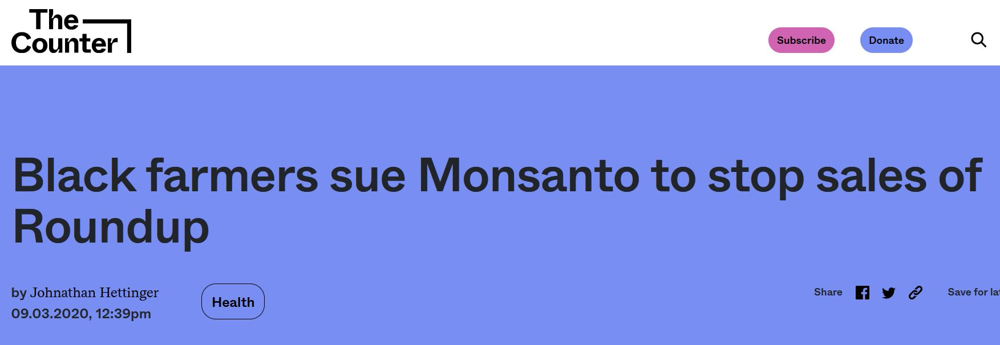 The
Counter
Subscribe
Donate
Black farmers sue Monsanto to stop sales of
Roundup
by Johnathan Hettinger
09.03.2020, 12:39pm
Health
Share
Save for